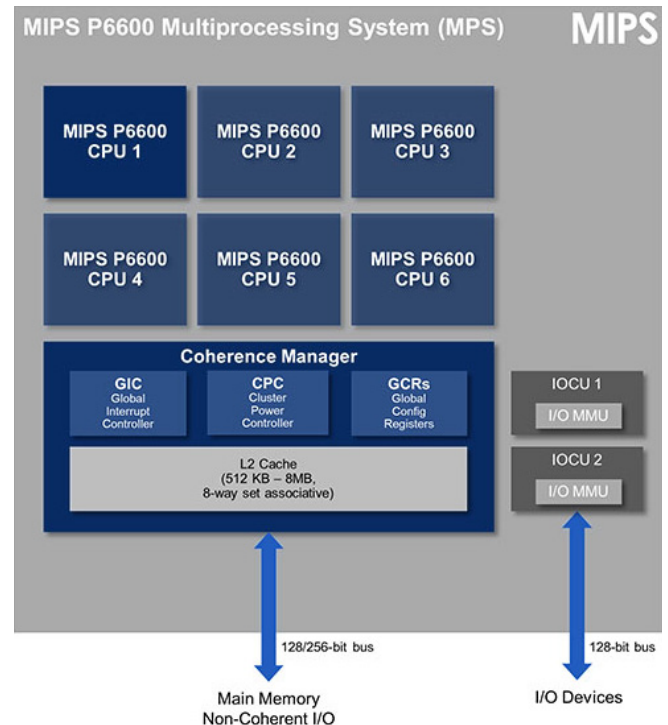 MIPS P6600 Multiprocessing System (MPS)
MIPS
MIPS P6600
CPU 1
MIPS P6600
CPU 2
MIPS P6600
CPU 3
MIPS P6600
CPU 4
MIPS P6600
CPU 5
MIPS P6600
CPU 6
Coherence Manager
GIC
Global
Interrupt
Controller
CPC
Cluster
Power
Controller
GCRs
Global
Config
Registers
L2 Cache
(512 KB – 8MB,
8-way set associative)
IOCU 1
I/O MMU
IOCU 2
I/O MMU
128/256-bit bus
128-bit bus
Main Memory
Non-Coherent I/O
I/O Devices